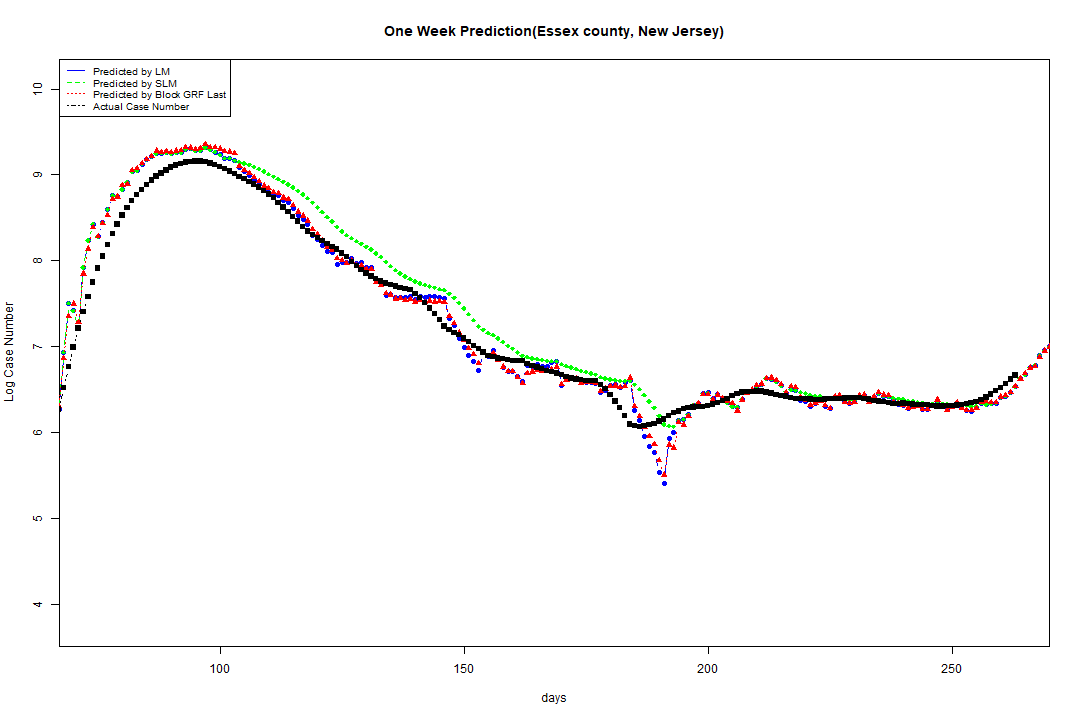 One Week Prediction(Essex county, New Jersey)
Predicted by LM
Predicted by SLM
Predicted by Block GRF Last
Actual Case Number
10
9
8
7
6
5
4
Log Case Number
100 150 200 250
days